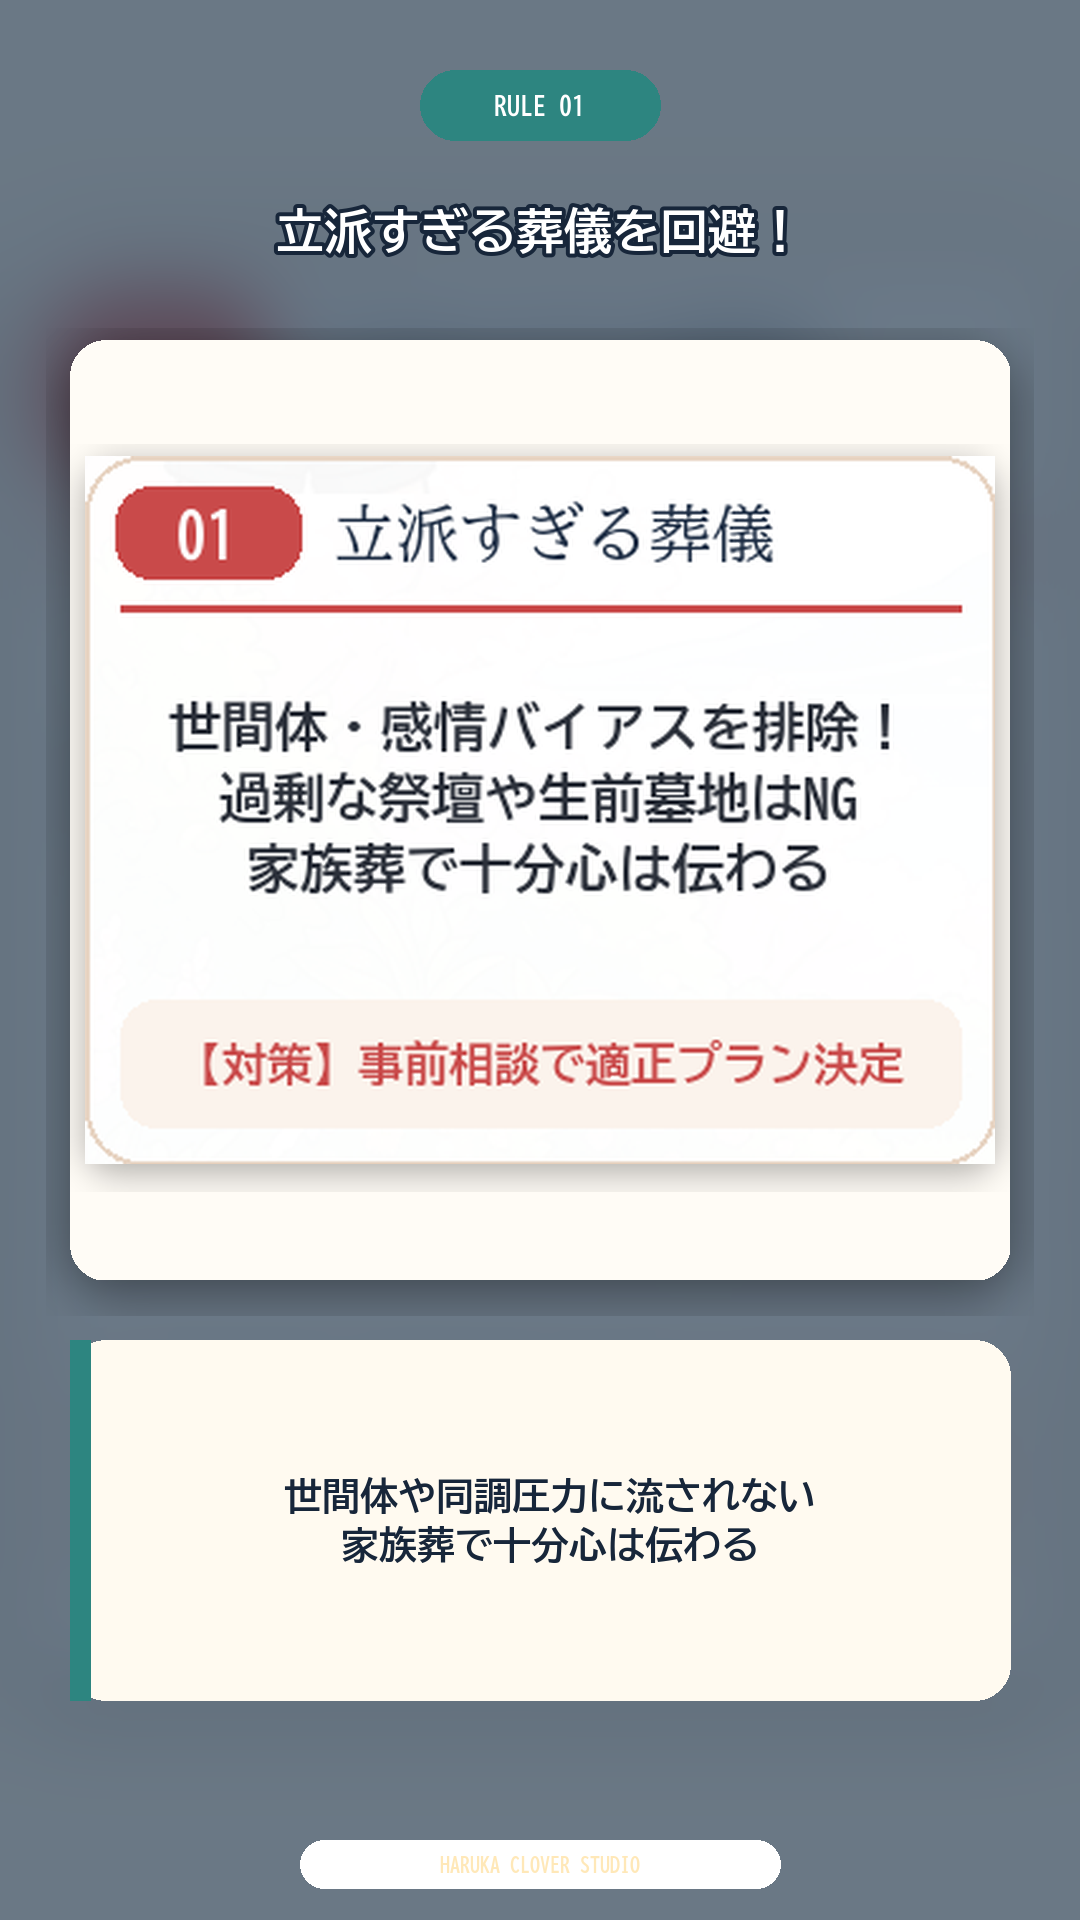 RULE 01
立派すぎる葬儀を回避！
01 立派すぎる葬儀
世間体・感情バイアスを排除！
過剰な祭壇や生前墓地はNG
家族葬で十分心は伝わる
【対策】事前相談で適正プラン決定
世間体や同調圧力に流されない
家族葬で十分心は伝わる
HARUKA CLOVER STUDIO